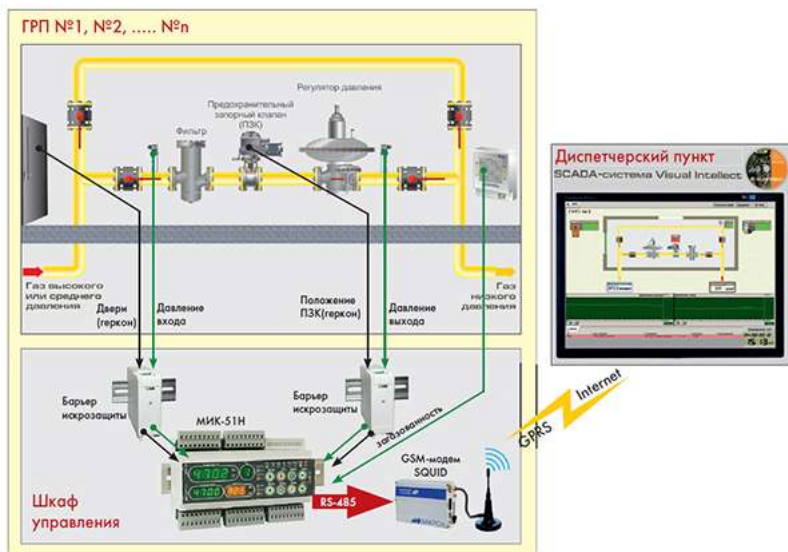 ГРП №1, №2, ..... №n
Регулятор давления
Предохранительный
запорный клапан
(ПЗК)
Фильтр
Газ высокого
или среднего
давления
Двери
(геркон)
Давление
входа
Положение
ПЗК(геркон)
Давление
выхода
Газ
низкого
давления
Диспетчерский пункт
SCADA-система Visual Intellect
ГРП №1
Барьер
искрозащиты
МИК-51Н
Барьер
искрозащиты
загазованность
GSM-модем
SQUID
GPRS
Internet
RS-485
Шкаф
управления